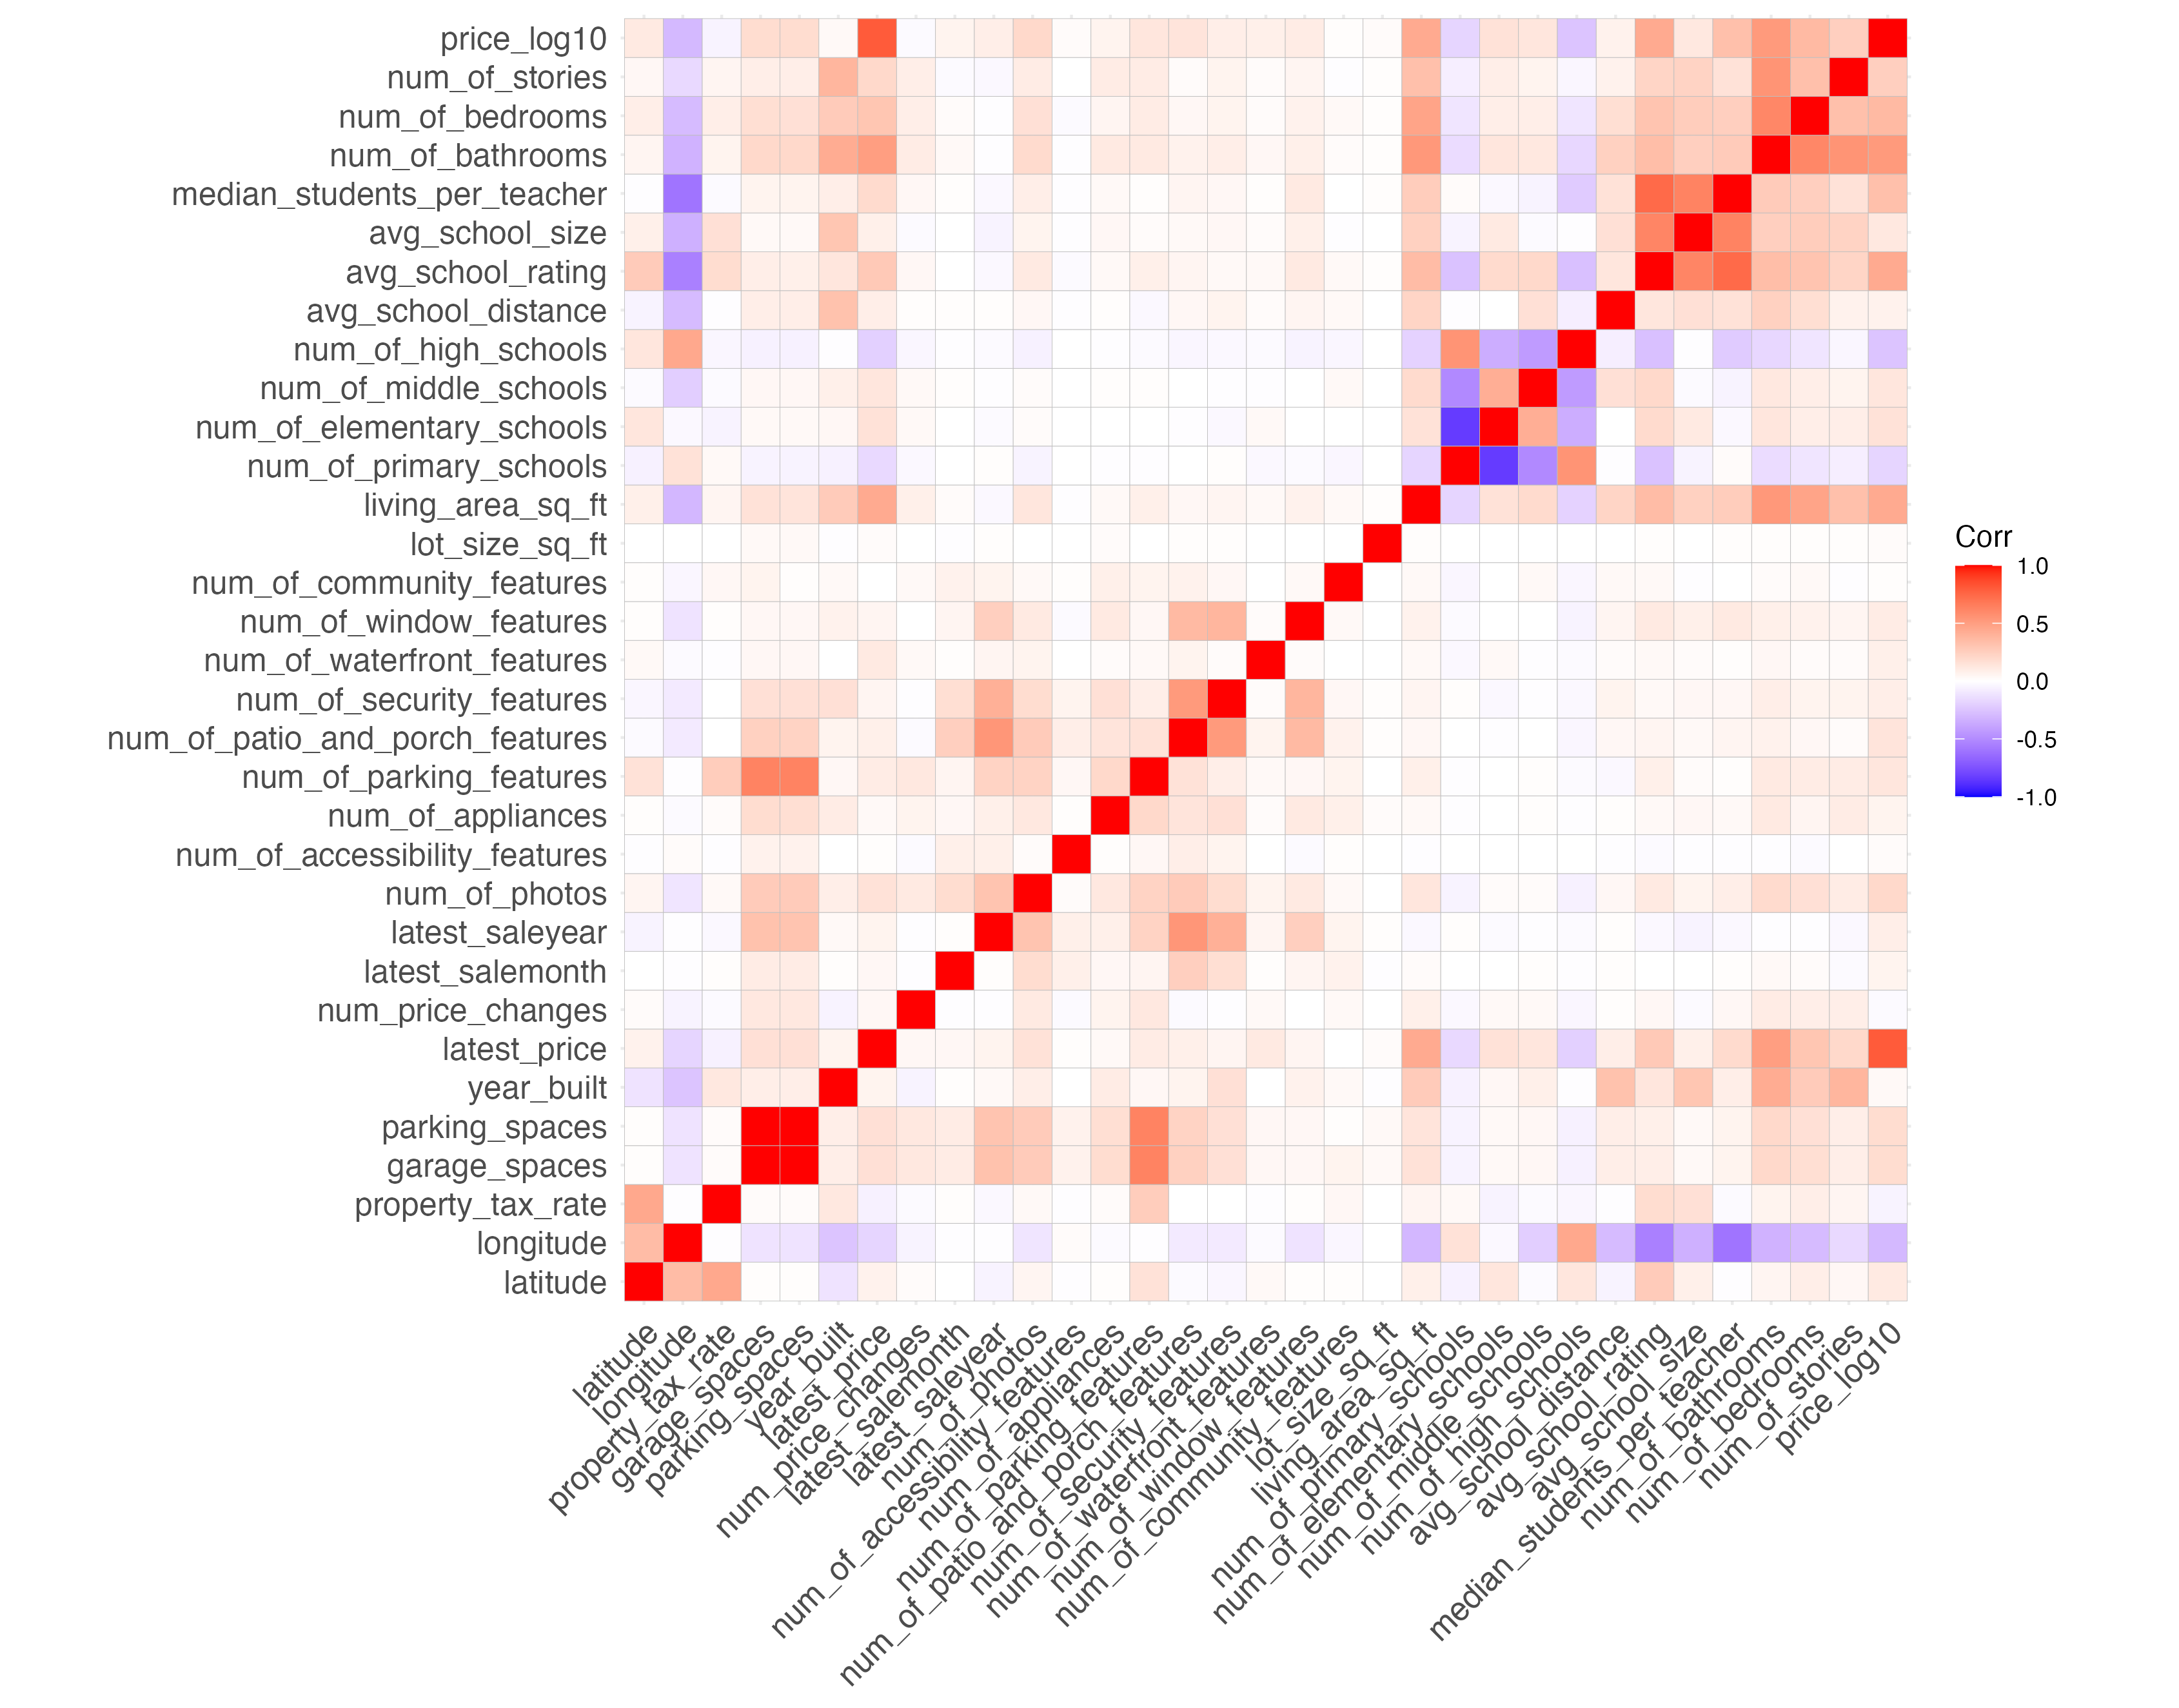 price_log10
num_of_stories
num_of_bedrooms
num_of_bathrooms
median_students_per_teacher
avg_school_size
avg_school_rating
avg_school_distance
num_of_high_schools
num_of_middle_schools
num_of_elementary_schools
num_of_primary_schools
living_area_sq_ft
lot_size_sq_ft
num_of_community_features
num_of_window_features
num_of_waterfront_features
num_of_security_features
num_of_patio_and_porch_features
num_of_parking_features
num_of_appliances
num_of_accessibility_features
num_of_photos
latest_saleyear
latest_salemonth
num_price_changes
latest_price
year_built
parking_spaces
garage_spaces
property_tax_rate
longitude
latitude
latitude
longitude
property_tax_rate
garage_spaces
parking_spaces
year_built
latest_price
num_price_changes
latest_salemonth
latest_saleyear
num_of_photos
num_of_accessibility_features
num_of_appliances
num_of_parking_features
num_of_patio_and_porch_features
num_of_security_features
num_of_waterfront_features
num_of_window_features
num_of_community_features
lot_size_sq_ft
living_area_sq_ft
num_of_primary_schools
num_of_elementary_schools
num_of_middle_schools
num_of_high_schools
avg_school_distance
avg_school_rating
avg_school_size
median_students_per_teacher
num_of_bathrooms
num_of_bedrooms
num_of_stories
price_log10
Corr
1.0
0.5
0.0
-0.5
-1.0